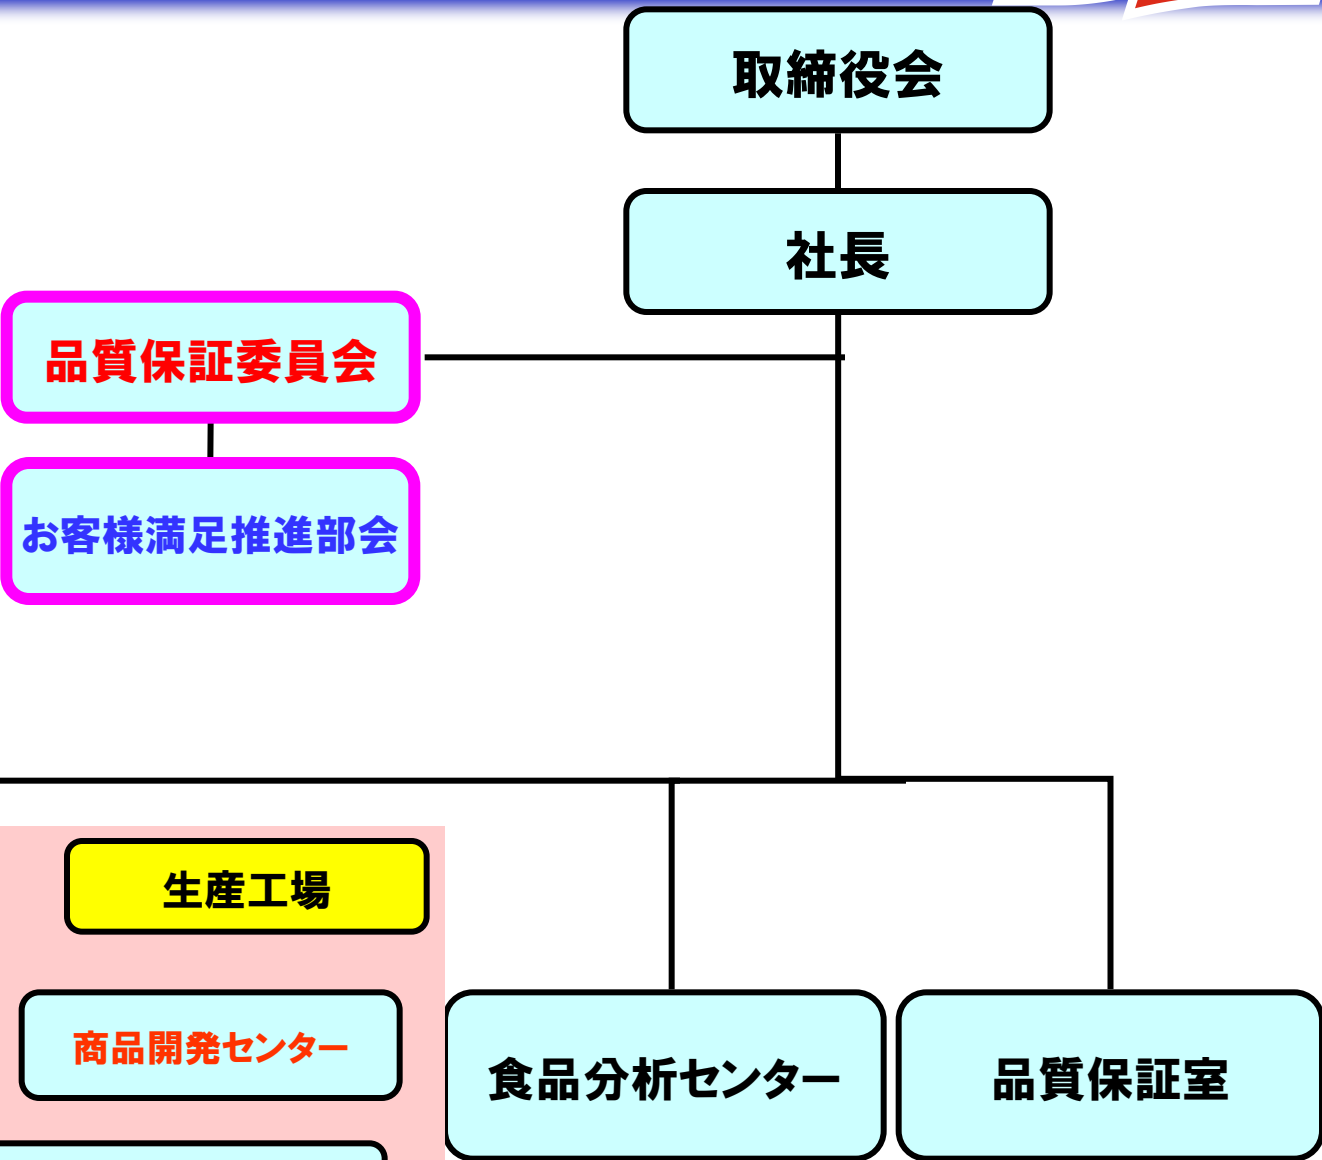 取締役会
社長
品質保証委員会
お客様満足推進部会
生産工場
商品開発センター
食品分析センター
品質保証室